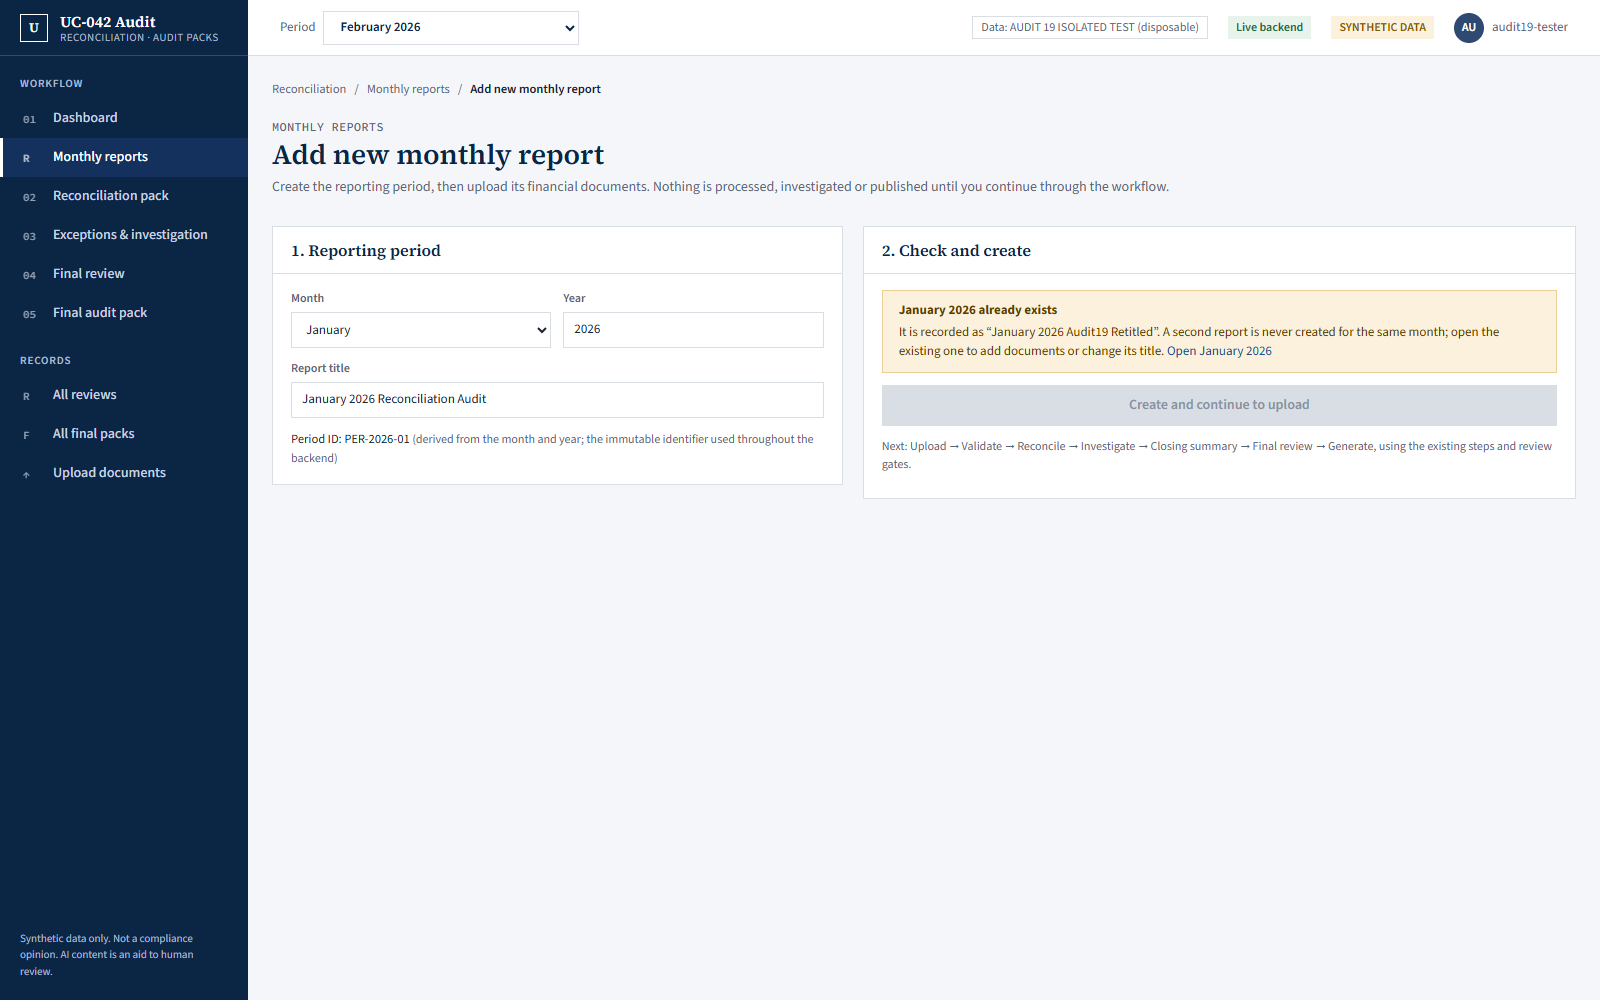 U
UC-042 Audit
RECONCILIATION · AUDIT PACKS
Period
February 2026
Data: AUDIT 19 ISOLATED TEST (disposable)
Live backend
SYNTHETIC DATA
AU
audit19-tester
WORKFLOW
01 Dashboard
R Monthly reports
02 Reconciliation pack
03 Exceptions & investigation
04 Final review
05 Final audit pack
RECORDS
R All reviews
F All final packs
↑ Upload documents
Synthetic data only. Not a compliance
opinion. AI content is an aid to human
review.
Reconciliation / Monthly reports / Add new monthly report
MONTHLY REPORTS
Add new monthly report
Create the reporting period, then upload its financial documents. Nothing is processed, investigated or published until you continue through the workflow.
1. Reporting period
Month
Year
January
2026
Report title
January 2026 Reconciliation Audit
Period ID: PER-2026-01 (derived from the month and year; the immutable identifier used throughout the
backend)
2. Check and create
January 2026 already exists
It is recorded as “January 2026 Audit19 Retitled”. A second report is never created for the same month; open the
existing one to add documents or change its title. Open January 2026
Create and continue to upload
Next: Upload → Validate → Reconcile → Investigate → Closing summary → Final review → Generate, using the existing steps and review
gates.